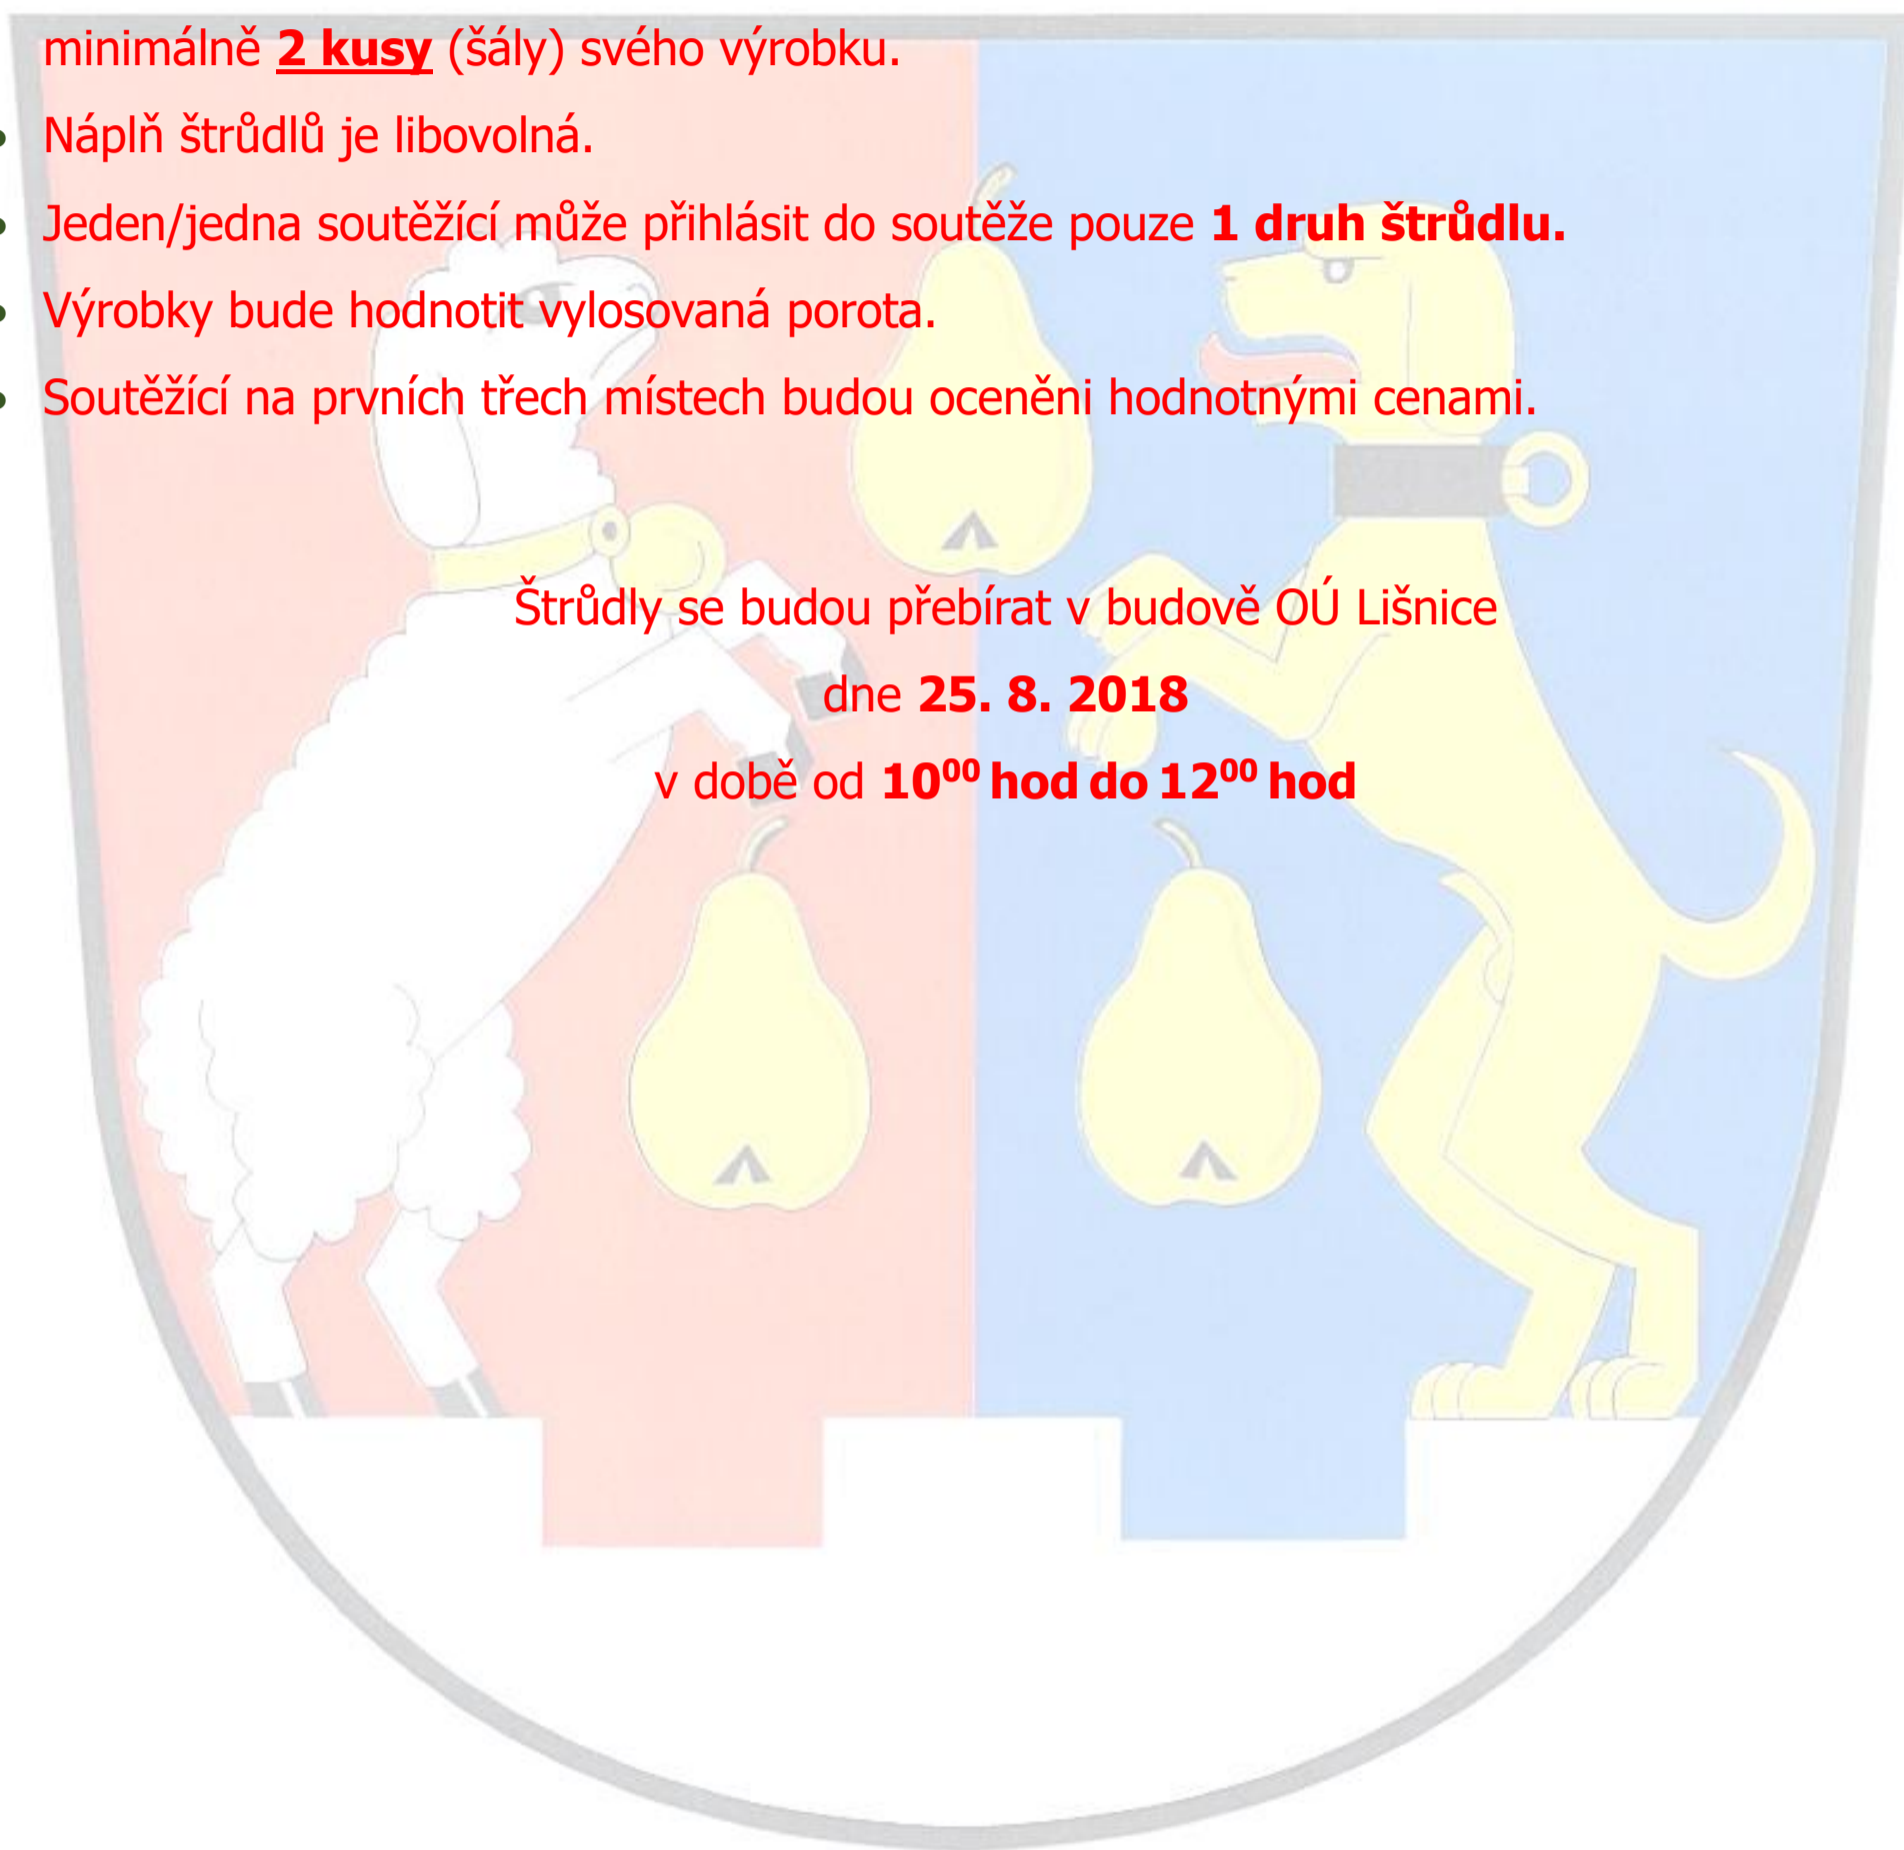 minimálně 2 kusy (šály) svého výrobku.
• Náplň štrůdlů je libovolná.
• Jeden/jedna soutěžící může přihlásit do soutěže pouze 1 druh štrůdlu.
• Výrobky bude hodnotit vylosovaná porota.
• Soutěžící na prvních třech místech budou oceněni hodnotnými cenami.
Štrůdly se budou přebírat v budově OÚ Lišnice
dne 25. 8. 2018
v době od 10⁰⁰ hod do 12⁰⁰ hod